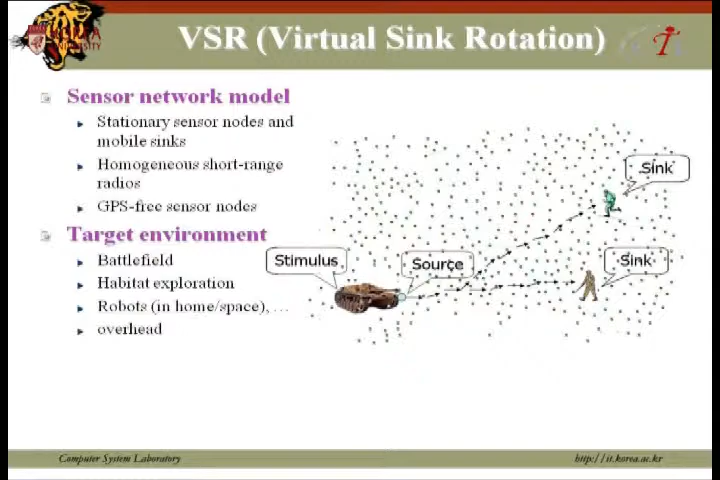 KOREA
UNIVERSITY
VSR (Virtual Sink Rotation)
Sensor network model
Stationary sensor nodes and
mobile sinks
Homogeneous short-range
radios
GPS-free sensor nodes
Target environment
Battlefield
Habitat exploration
Robots (in home/space), …
overhead
Sink
Sink
Stimulus
Source
Computer System Laboratory
http://it.korea.ac.kr